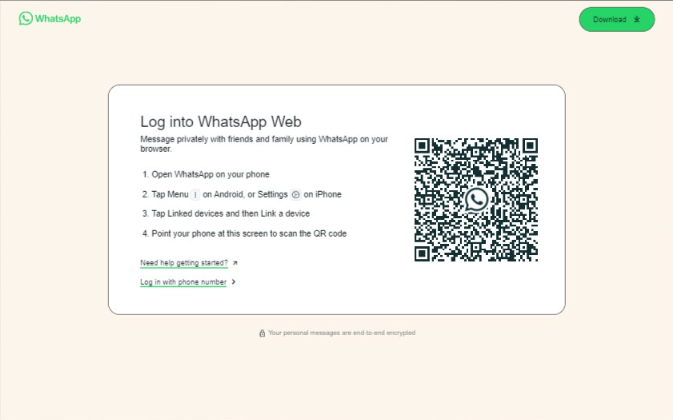 WhatsApp
Download
Log into WhatsApp Web
Message privately with friends and family using WhatsApp on your
browser.
1. Open WhatsApp on your phone
2. Tap Menu on Android, or Settings on iPhone
3. Tap Linked devices and then Link a device
4. Point your phone at this screen to scan the QR code
Need help getting started?
Log in with phone number
Your personal messages are end-to-end encrypted